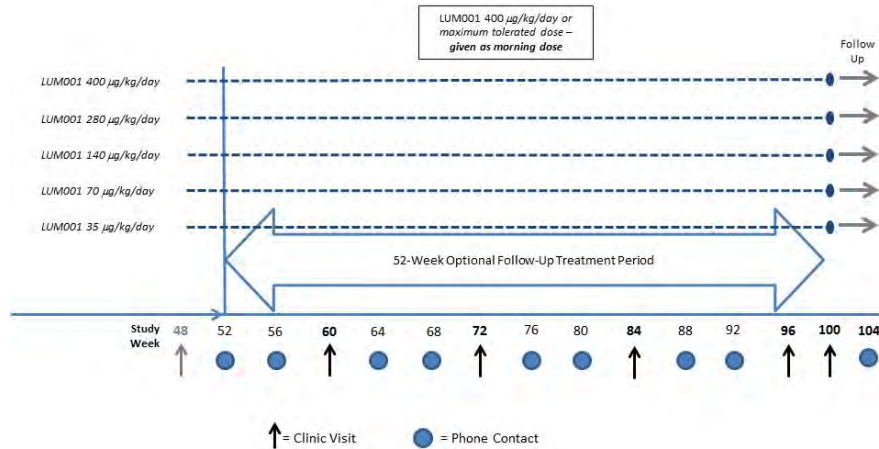 LUM001 400 µg/kg/day or
maximum tolerated dose –
given as morning dose
Follow
Up
LUM001 400 µg/kg/day
LUM001 280 µg/kg/day
LUM001 140 µg/kg/day
LUM001 70 µg/kg/day
LUM001 35 µg/kg/day
52-Week Optional Follow-Up Treatment Period
Study
Week
48 52 56 60 64 68 72 76 80 84 88 92 96 100 104
= Clinic Visit
= Phone Contact